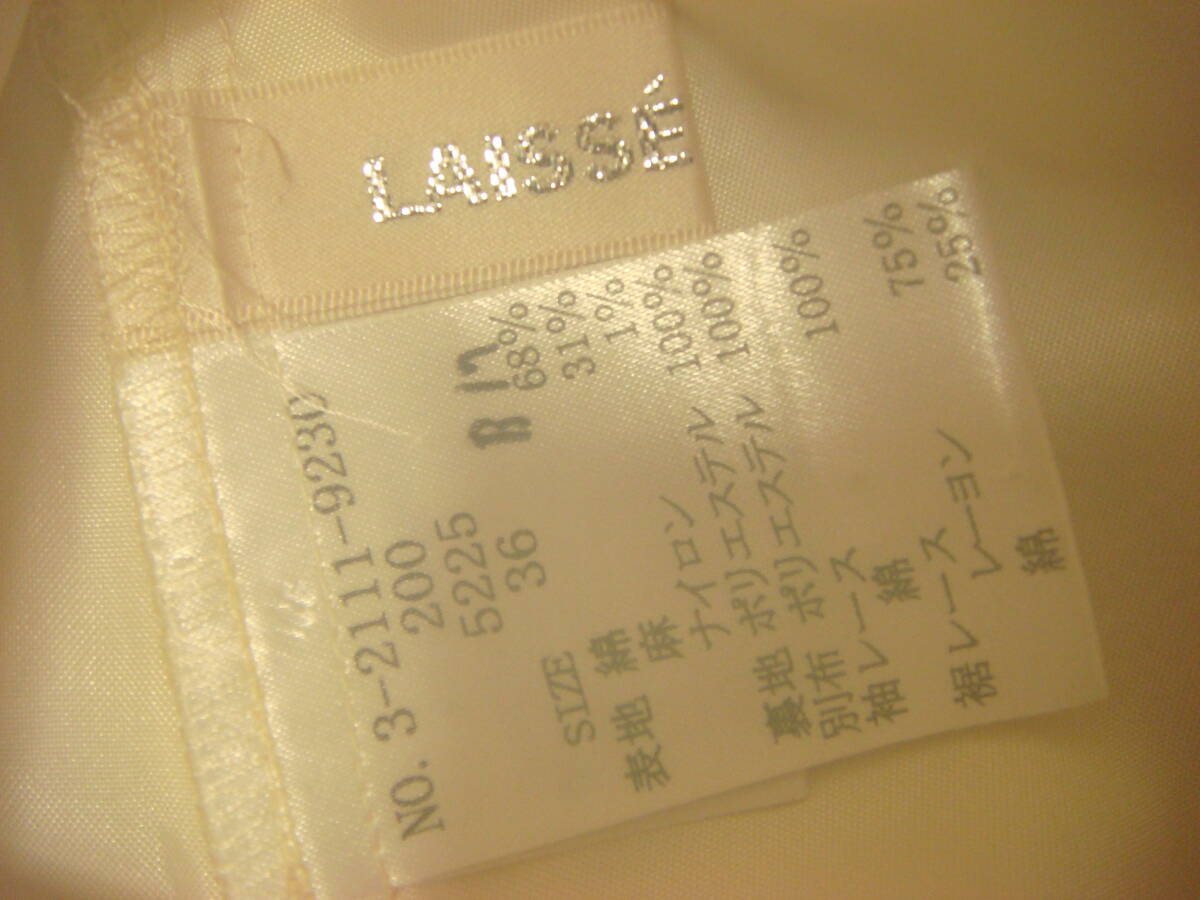 LAISSÉ
NO. 3-2111-9230
200
5225
SIZE 36
表地 綿 68%
麻 31%
ナイロン 1%
裏地 ポリエステル 100%
別布 ポリエステル 100%
袖レース
綿 100%
裾レース
レーヨン 75%
綿 25%